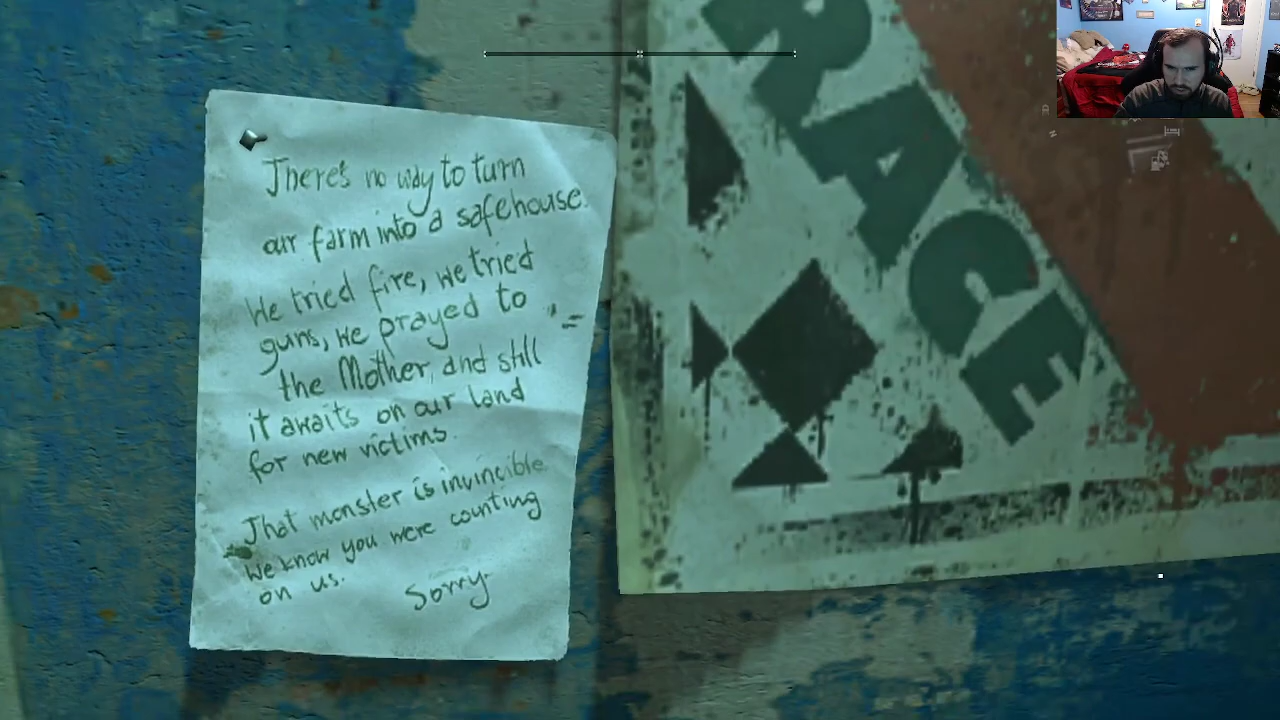 There's no way to turn
our farm into a safehouse.
We tried fire, we tried
guns, we prayed to
the Mother, and still
it awaits on our land
for new victims.
That monster is invincible
We know you were counting
on us.
Sorry.
RACE